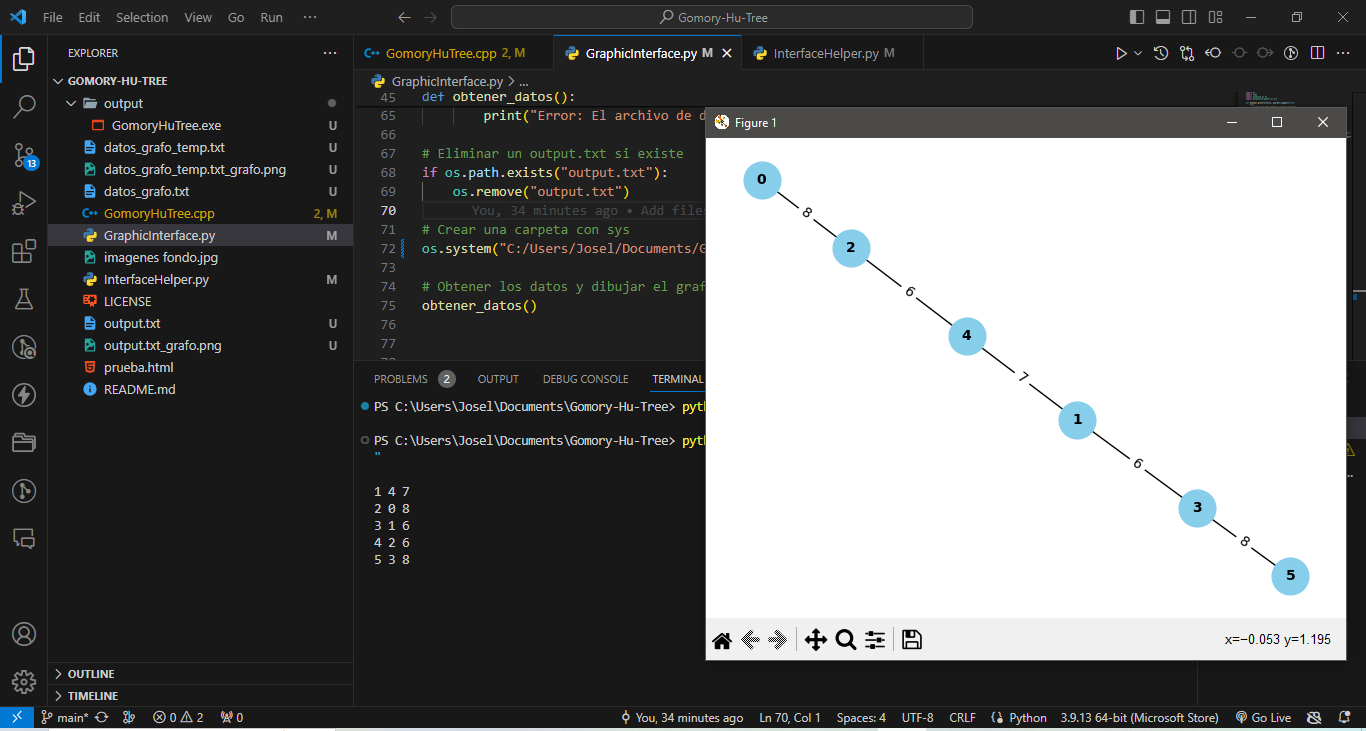 File Edit Selection View Go Run ···
Gomory-Hu-Tree
EXPLORER
GOMORY-HU-TREE
output
GomoryHuTree.exe U
datos_grafo_temp.txt U
datos_grafo_temp.txt_grafo.png U
datos_grafo.txt U
GomoryHuTree.cpp 2, M
GraphicInterface.py M
imagenes fondo.jpg
InterfaceHelper.py M
LICENSE
output.txt U
output.txt_grafo.png U
prueba.html
README.md
OUTLINE
TIMELINE
13
GomoryHuTree.cpp 2, M GraphicInterface.py M InterfaceHelper.py M
GraphicInterface.py > ...
45 def obtener_datos():
65 print("Error: El archivo de d
66
67 # Eliminar un output.txt si existe
68 if os.path.exists("output.txt"):
69 os.remove("output.txt")
70 You, 34 minutes ago • Add files
71 # Crear una carpeta con sys
72 os.system("C:/Users/Josel/Documents/G
73
74 # Obtener los datos y dibujar el graf
75 obtener_datos()
76
77
PROBLEMS 2 OUTPUT DEBUG CONSOLE TERMINAL
PS C:\Users\Josel\Documents\Gomory-Hu-Tree> pyt
PS C:\Users\Josel\Documents\Gomory-Hu-Tree> pyt
"
1 4 7
2 0 8
3 1 6
4 2 6
5 3 8
Figure 1
0
8
2
6
4
7
1
6
3
8
5
x=−0.053 y=1.195
main* 0 2 0 You, 34 minutes ago Ln 70, Col 1 Spaces: 4 UTF-8 CRLF Python 3.9.13 64-bit (Microsoft Store) Go Live